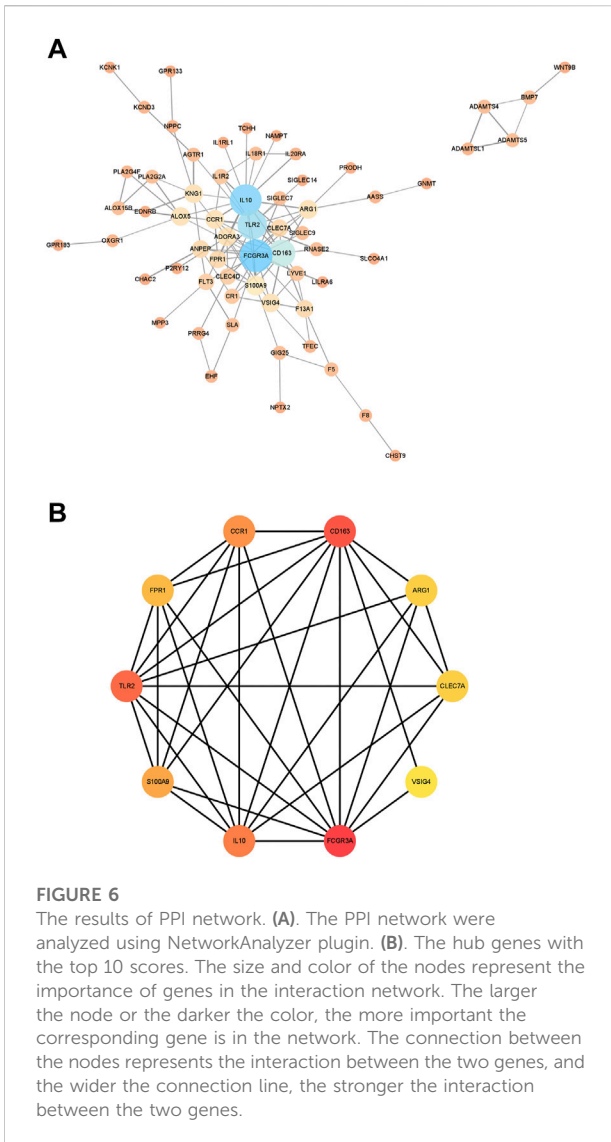 A
KCNK1
GPR133
KCND3
NPPC
AGTR1
TCHH
NAMPT
IL1RL1
IL18R1
IL20RA
IL1R2
PLA2G4F
PLA2G2A
KNG1
ALOX15B
EDNRB
ALOX5
IL10
SIGLEC14
SIGLEC7
PRODH
AASS
GNMT
ARG1
CCR1
TLR2
CLEC7A
ADORA3
SIGLEC9
GPR183
OXGR1
ANPEP
FPR1
FCGR3A
CD163
RNASE2
SLCO4A1
P2RY12
CHAC2
CLEC4D
LYVE1
LILRA6
FLT3
S100A9
CR1
VSIG4
F13A1
MPP3
PRRG4
SLA
TFEC
GIG25
EHF
F5
NPTX2
F8
CHST9
WNT9B
BMP7
ADAMTS4
ADAMTS5
ADAMTSL1
B
CCR1
CD163
FPR1
ARG1
TLR2
CLEC7A
S100A9
VSIG4
IL10
FCGR3A
FIGURE 6
The results of PPI network. (A). The PPI network were
analyzed using NetworkAnalyzer plugin. (B). The hub genes with
the top 10 scores. The size and color of the nodes represent the
importance of genes in the interaction network. The larger
the node or the darker the color, the more important the
corresponding gene is in the network. The connection between
the nodes represents the interaction between the two genes, and
the wider the connection line, the stronger the interaction
between the two genes.